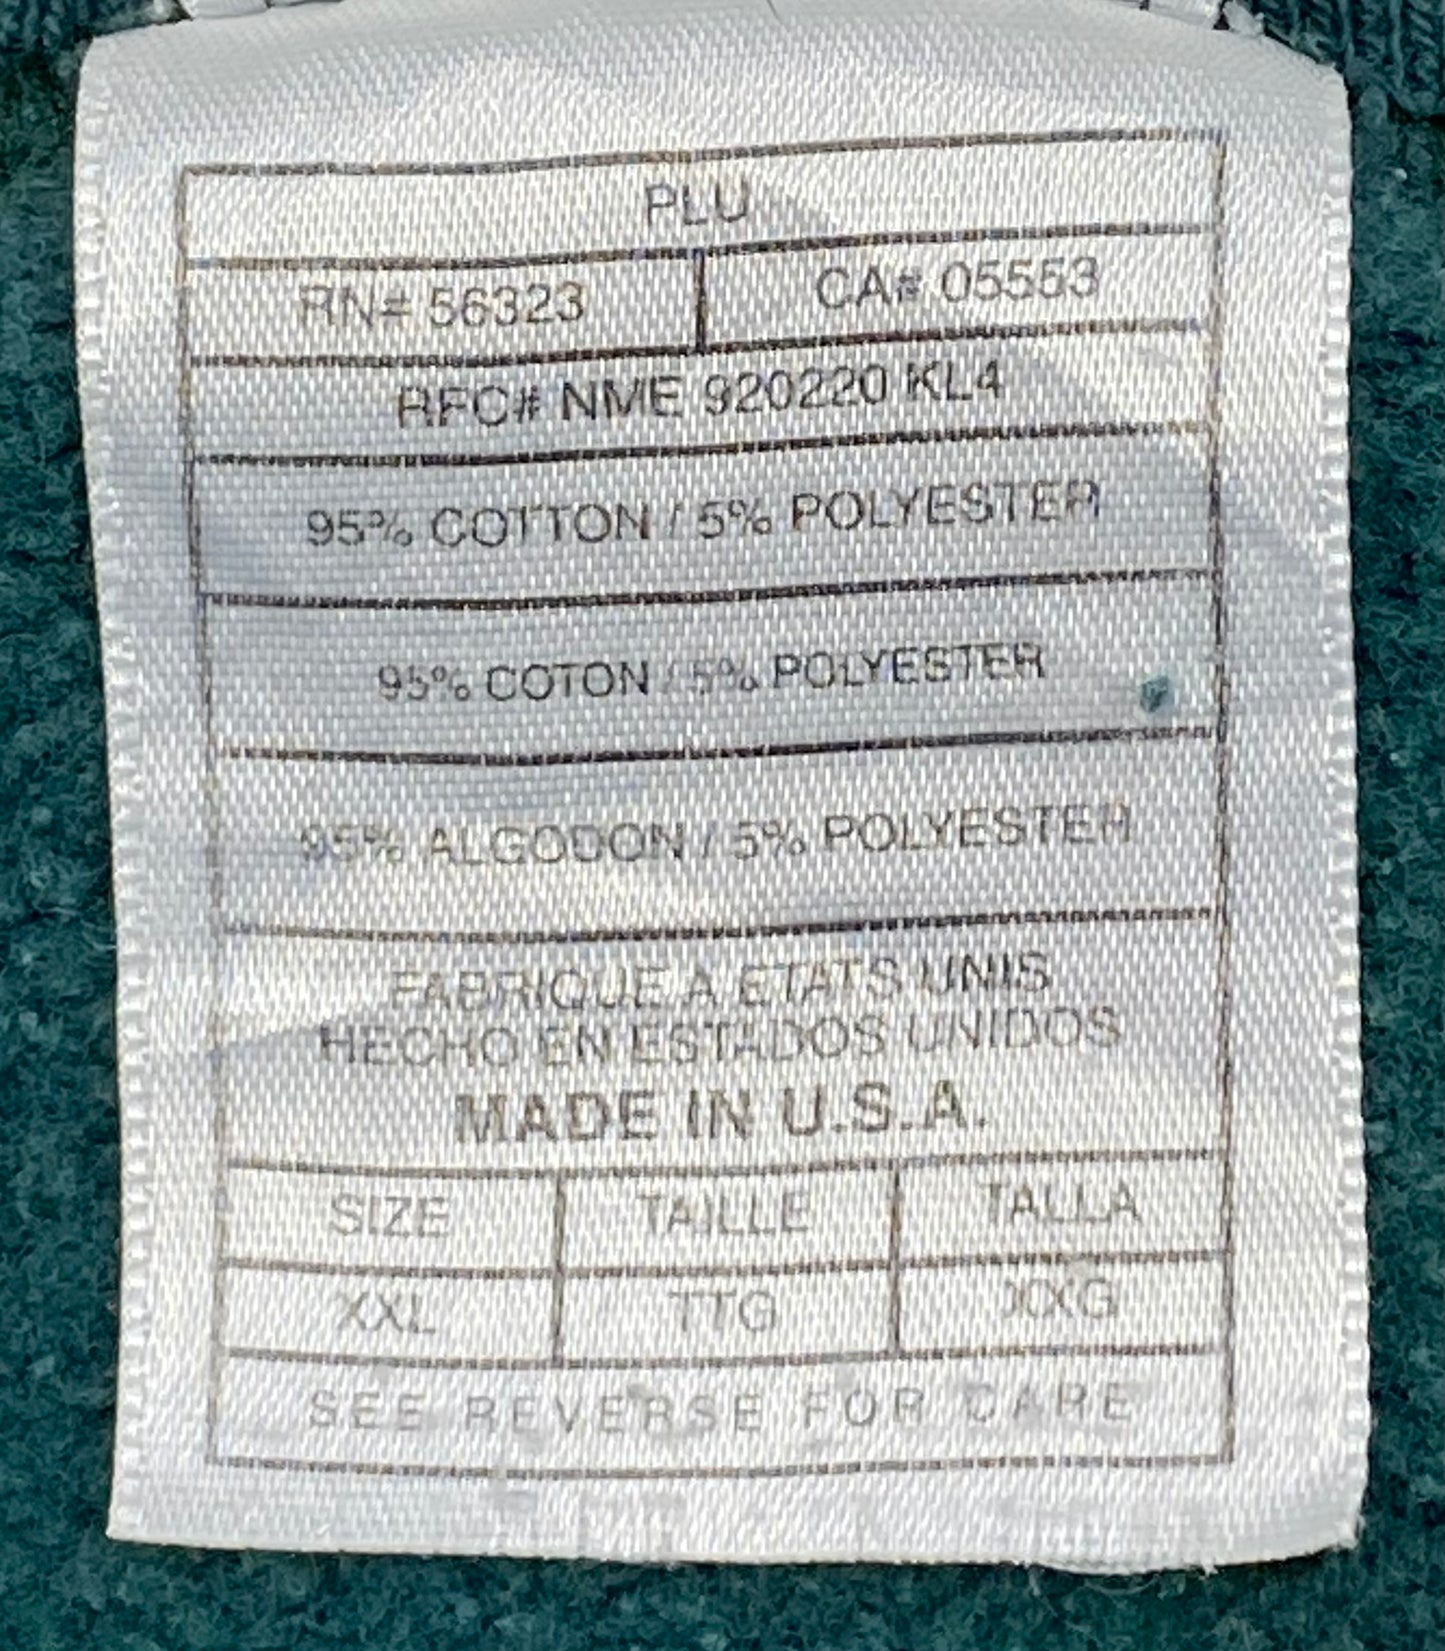 PLU
RN# 56323 CA# 05553
RFC# NME 920220 KL4
95% COTTON / 5% POLYESTER
95% COTON / 5% POLYESTER
95% ALGODON / 5% POLYESTER
FABRIQUE A ETATS UNIS
HECHO EN ESTADOS UNIDOS
MADE IN U.S.A.
SIZE TAILLE TALLA
XXL TTG XXG
SEE REVERSE FOR CARE